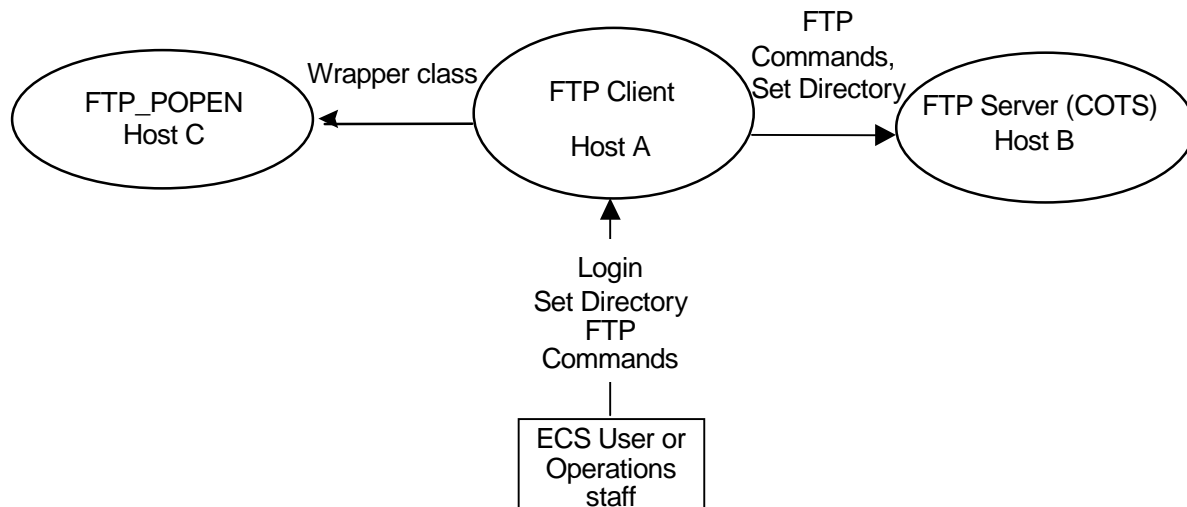 FTP_POPEN
Host C
Wrapper class
FTP Client
Host A
FTP
Commands,
Set Directory
FTP Server (COTS)
Host B
Login
Set Directory
FTP
Commands
ECS User or
Operations
staff